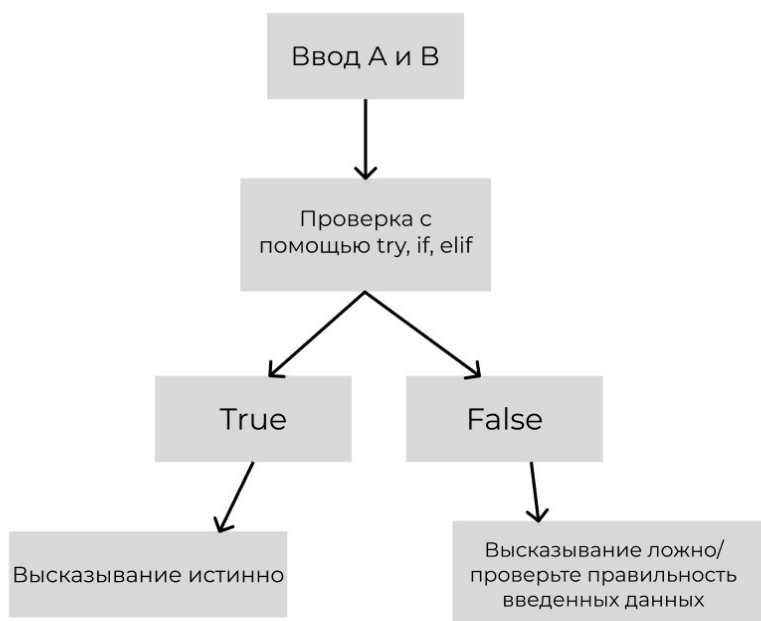 Ввод А и В
Проверка с
помощью try, if, elif
True
False
Высказывание истинно
Высказывание ложно/
проверьте правильность
введенных данных